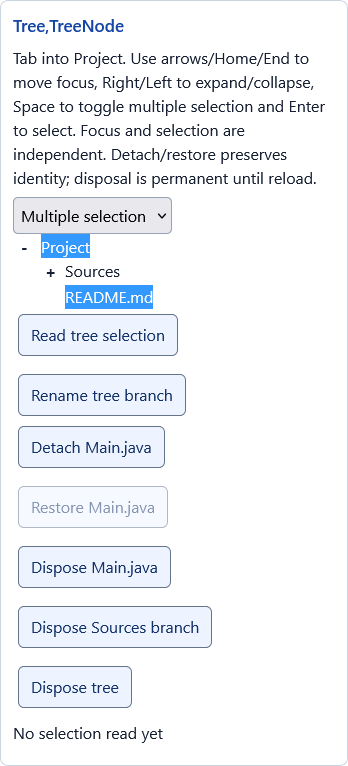 Tree,TreeNode
Tab into Project. Use arrows/Home/End to
move focus, Right/Left to expand/collapse,
Space to toggle multiple selection and Enter
to select. Focus and selection are
independent. Detach/restore preserves
identity; disposal is permanent until reload.
Multiple selection
- Project
+ Sources
README.md
Read tree selection
Rename tree branch
Detach Main.java
Restore Main.java
Dispose Main.java
Dispose Sources branch
Dispose tree
No selection read yet